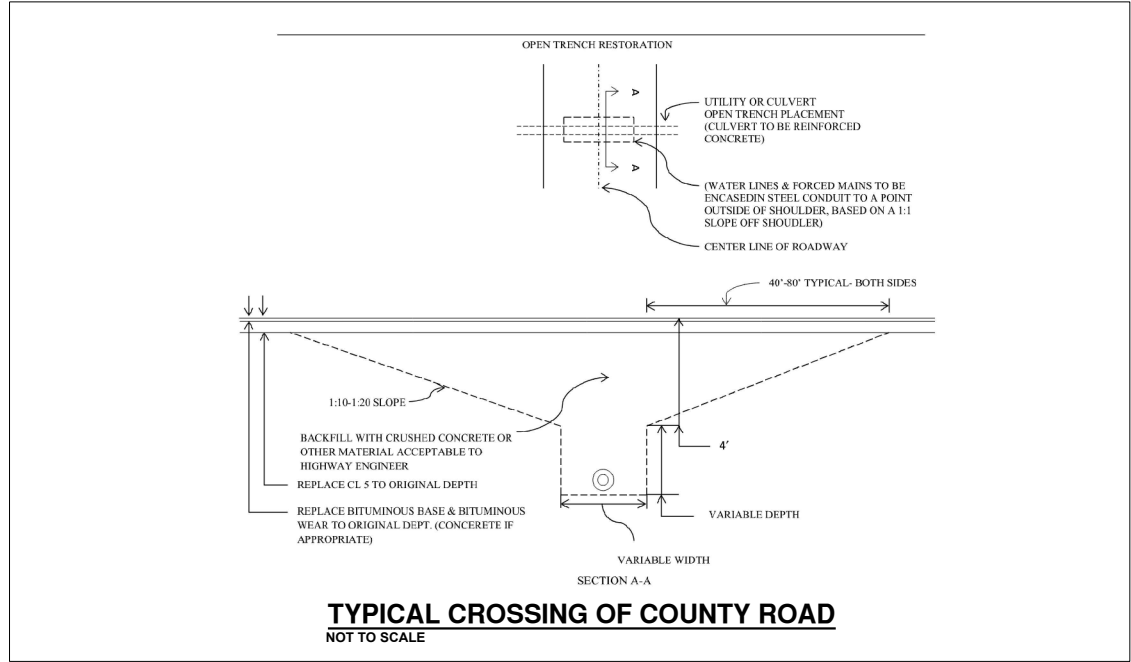 OPEN TRENCH RESTORATION
A
A
UTILITY OR CULVERT
OPEN TRENCH PLACEMENT
(CULVERT TO BE REINFORCED
CONCRETE)
(WATER LINES & FORCED MAINS TO BE
ENCASEDIN STEEL CONDUIT TO A POINT
OUTSIDE OF SHOULDER, BASED ON A 1:1
SLOPE OFF SHOUDLER)
CENTER LINE OF ROADWAY
40'-80' TYPICAL- BOTH SIDES
1:10-1:20 SLOPE
BACKFILL WITH CRUSHED CONCRETE OR
OTHER MATERIAL ACCEPTABLE TO
HIGHWAY ENGINEER
4'
REPLACE CL 5 TO ORIGINAL DEPTH
REPLACE BITUMINOUS BASE & BITUMINOUS
WEAR TO ORIGINAL DEPT. (CONCERETE IF
APPROPRIATE)
VARIABLE DEPTH
VARIABLE WIDTH
SECTION A-A
TYPICAL CROSSING OF COUNTY ROAD
NOT TO SCALE